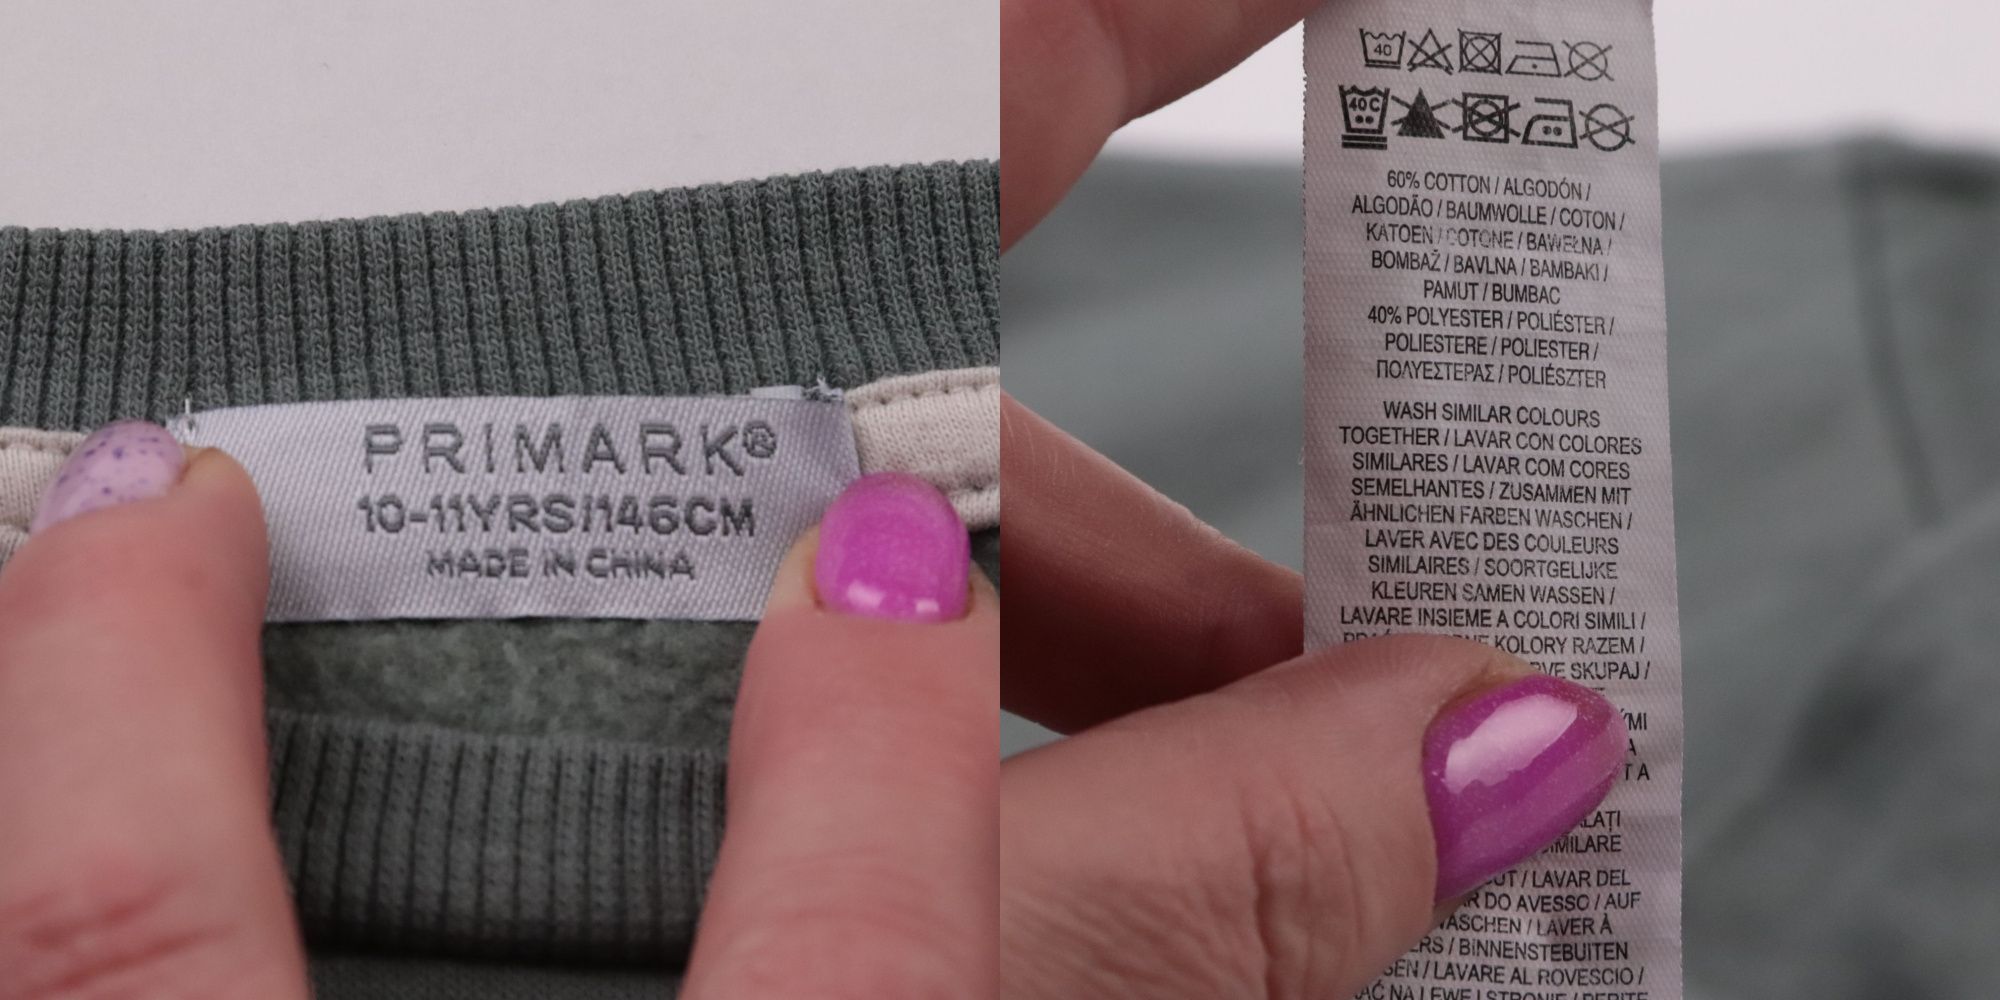 PRIMARK®
10-11YRS/146CM
MADE IN CHINA
40
40C
60% COTTON / ALGODÓN /
ALGODÃO / BAUMWOLLE / COTON /
KATOEN / COTONE / BAWEŁNA /
BOMBAŽ / BAVLNA / BAMBAKI /
PAMUT / BUMBAC
40% POLYESTER / POLIÉSTER /
POLIESTERE / POLIESTER /
ΠΟΛΥΕΣΤΕΡΑΣ / POLIÉSZTER
WASH SIMILAR COLOURS
TOGETHER / LAVAR CON COLORES
SIMILARES / LAVAR COM CORES
SEMELHANTES / ZUSAMMEN MIT
ÄHNLICHEN FARBEN WASCHEN /
LAVER AVEC DES COULEURS
SIMILAIRES / SOORTGELIJKE
KLEUREN SAMEN WASSEN /
LAVARE INSIEME A COLORI SIMILI /
KOLORY RAZEM /
SKUPAJ /
A
/ LAVAR DEL
DO AVESSO / AUF
/ LAVER À
/ BINNENSTEBUITEN
/ LAVARE AL ROVESCIO /
NA LEWEJ STRONIE / PERITE